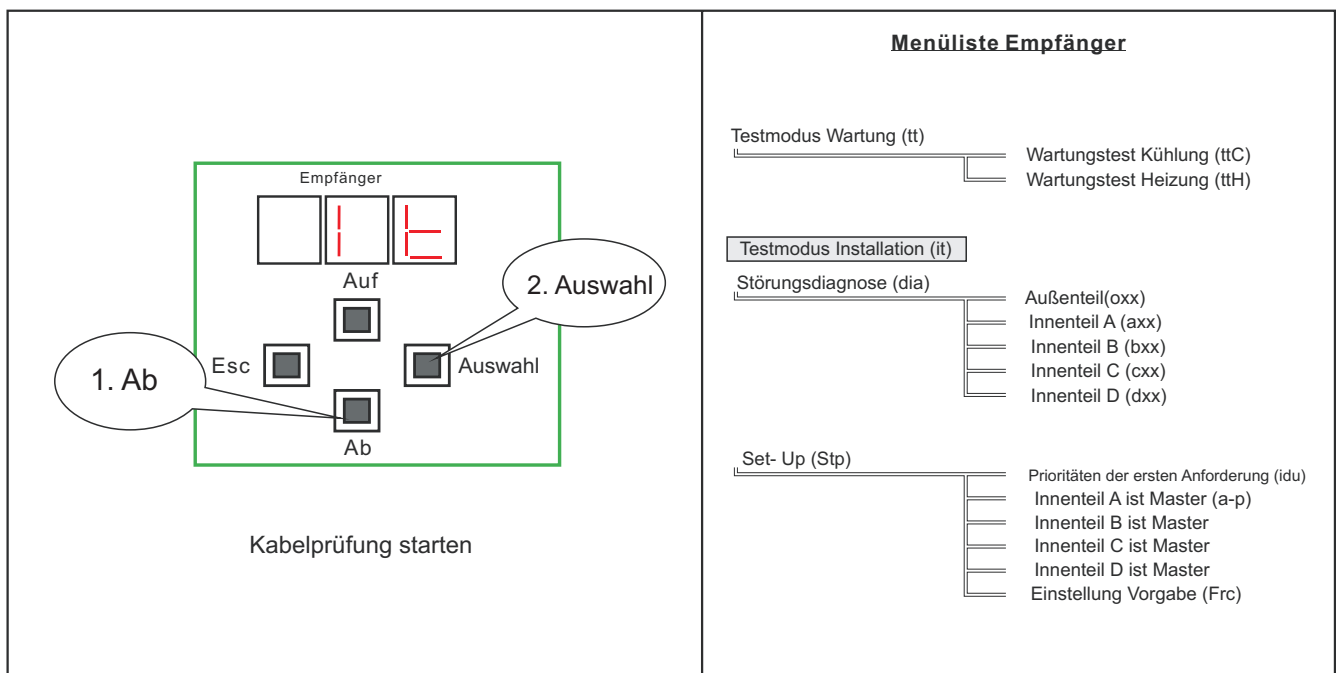 Empfänger
It
Auf
2. Auswahl
Esc
Auswahl
1. Ab
Ab
Kabelprüfung starten
Menüliste Empfänger
Testmodus Wartung (tt)
Wartungstest Kühlung (ttC)
Wartungstest Heizung (ttH)
Testmodus Installation (it)
Störungsdiagnose (dia)
Außenteil(oxx)
Innenteil A (axx)
Innenteil B (bxx)
Innenteil C (cxx)
Innenteil D (dxx)
Set- Up (Stp)
Prioritäten der ersten Anforderung (idu)
Innenteil A ist Master (a-p)
Innenteil B ist Master
Innenteil C ist Master
Innenteil D ist Master
Einstellung Vorgabe (Frc)